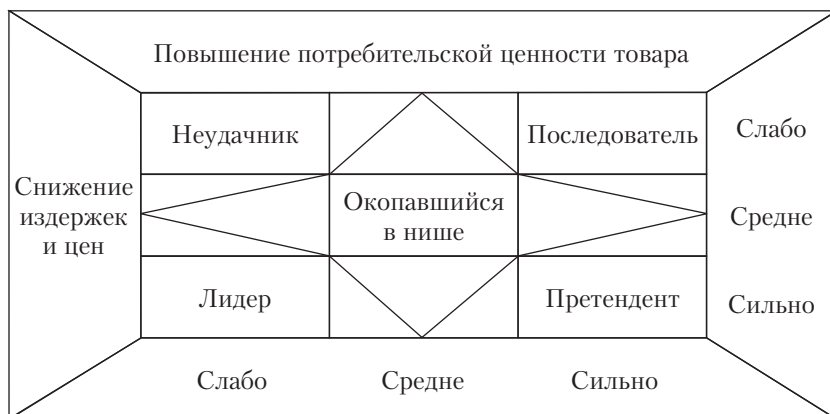 Повышение потребительской ценности товара
Неудачник
Последователь
Слабо
Снижение
издержек
и цен
Окопавшийся
в нише
Средне
Лидер
Претендент
Сильно
Слабо
Средне
Сильно